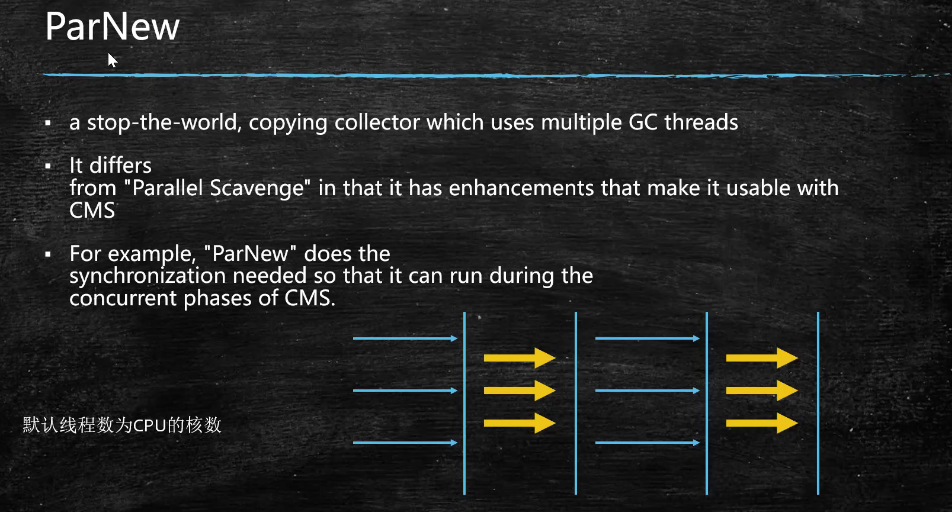 ParNew
▪ a stop-the-world, copying collector which uses multiple GC threads
▪ It differs
from "Parallel Scavenge" in that it has enhancements that make it usable with
CMS
▪ For example, "ParNew" does the
synchronization needed so that it can run during the
concurrent phases of CMS.
默认线程数为CPU的核数